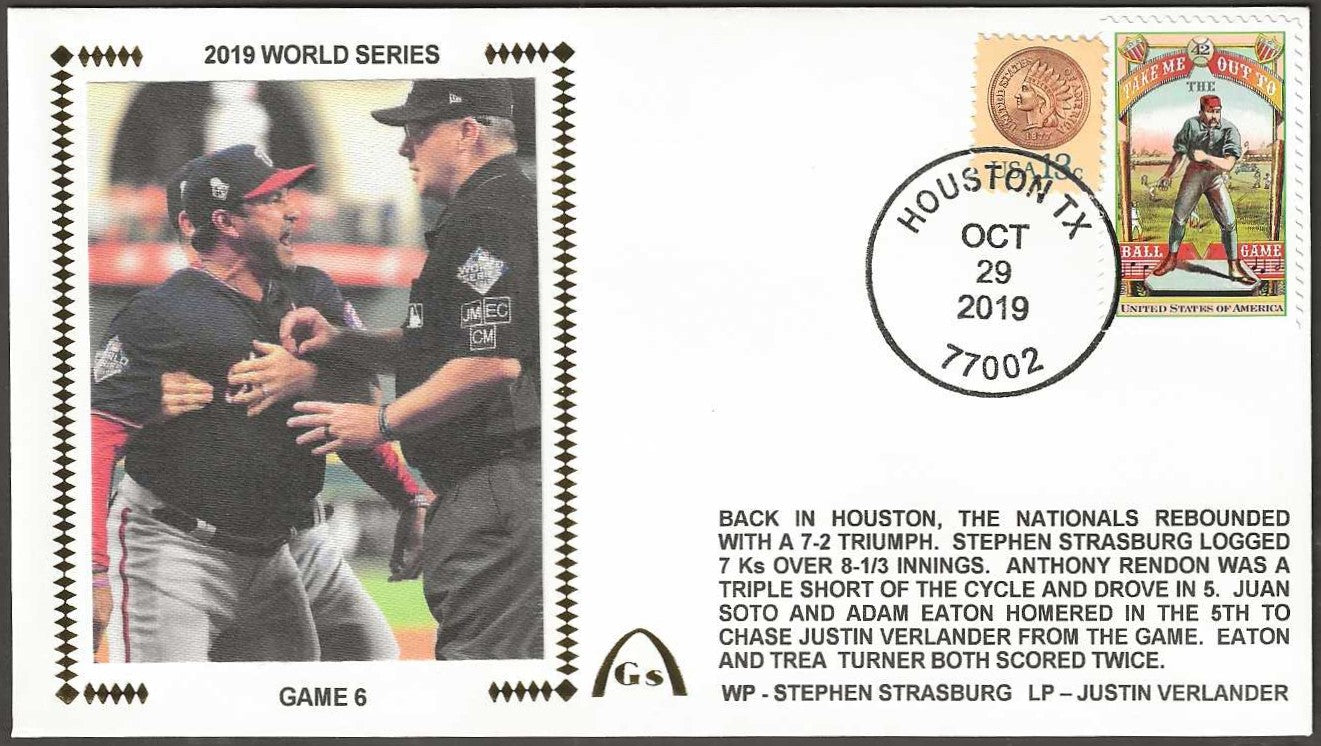 2019 WORLD SERIES
WORLD
SERIES
JM EC
CM
WORLD
GAME 6
Gs
UNITED STATES OF AMERICA
1877
USA 13c
42
TAKE ME OUT TO
THE
BALL GAME
UNITED STATES OF AMERICA
HOUSTON TX
OCT
29
2019
77002
BACK IN HOUSTON, THE NATIONALS REBOUNDED
WITH A 7-2 TRIUMPH. STEPHEN STRASBURG LOGGED
7 Ks OVER 8-1/3 INNINGS. ANTHONY RENDON WAS A
TRIPLE SHORT OF THE CYCLE AND DROVE IN 5. JUAN
SOTO AND ADAM EATON HOMERED IN THE 5TH TO
CHASE JUSTIN VERLANDER FROM THE GAME. EATON
AND TREA TURNER BOTH SCORED TWICE.
WP - STEPHEN STRASBURG LP – JUSTIN VERLANDER